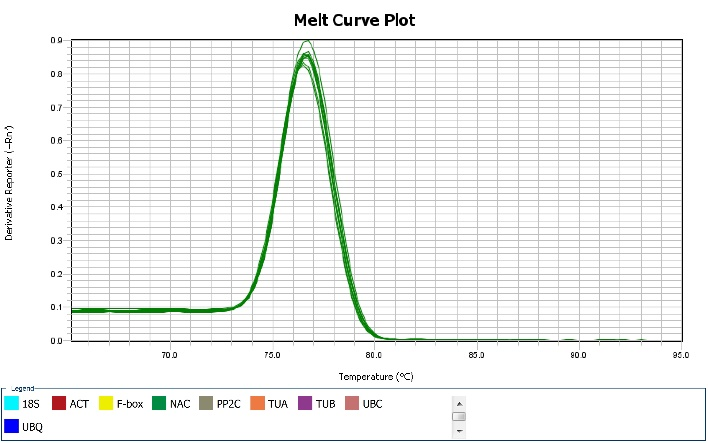 Melt Curve Plot
0.9
0.8
0.7
0.6
0.5
0.4
0.3
0.2
0.1
0.0
Derivative Reporter (-Rn')
70.0 75.0 80.0 85.0 90.0 95.0
Temperature (°C)
Legend
18S ACT F-box NAC PP2C TUA TUB UBC
UBQ